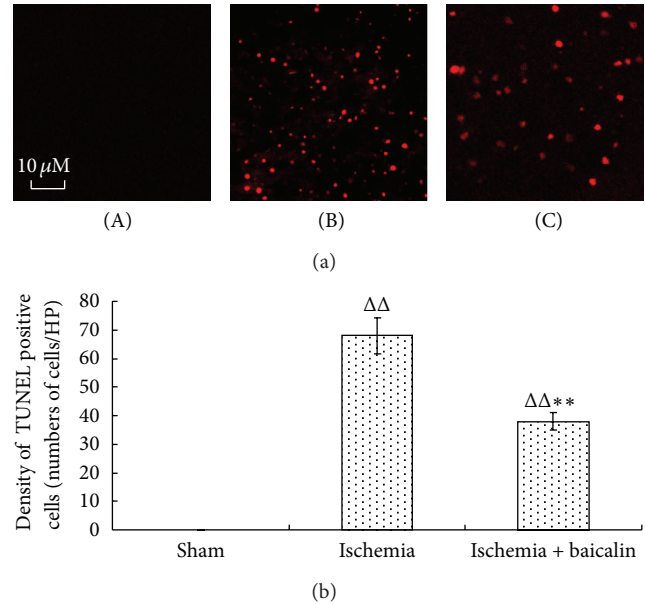 10 μM
(A)
(B)
(C)
(a)
Density of TUNEL positive
cells (numbers of cells/HP)
80
70
60
50
40
30
20
10
0
ΔΔ
ΔΔ∗∗
Sham
Ischemia
Ischemia + baicalin
(b)